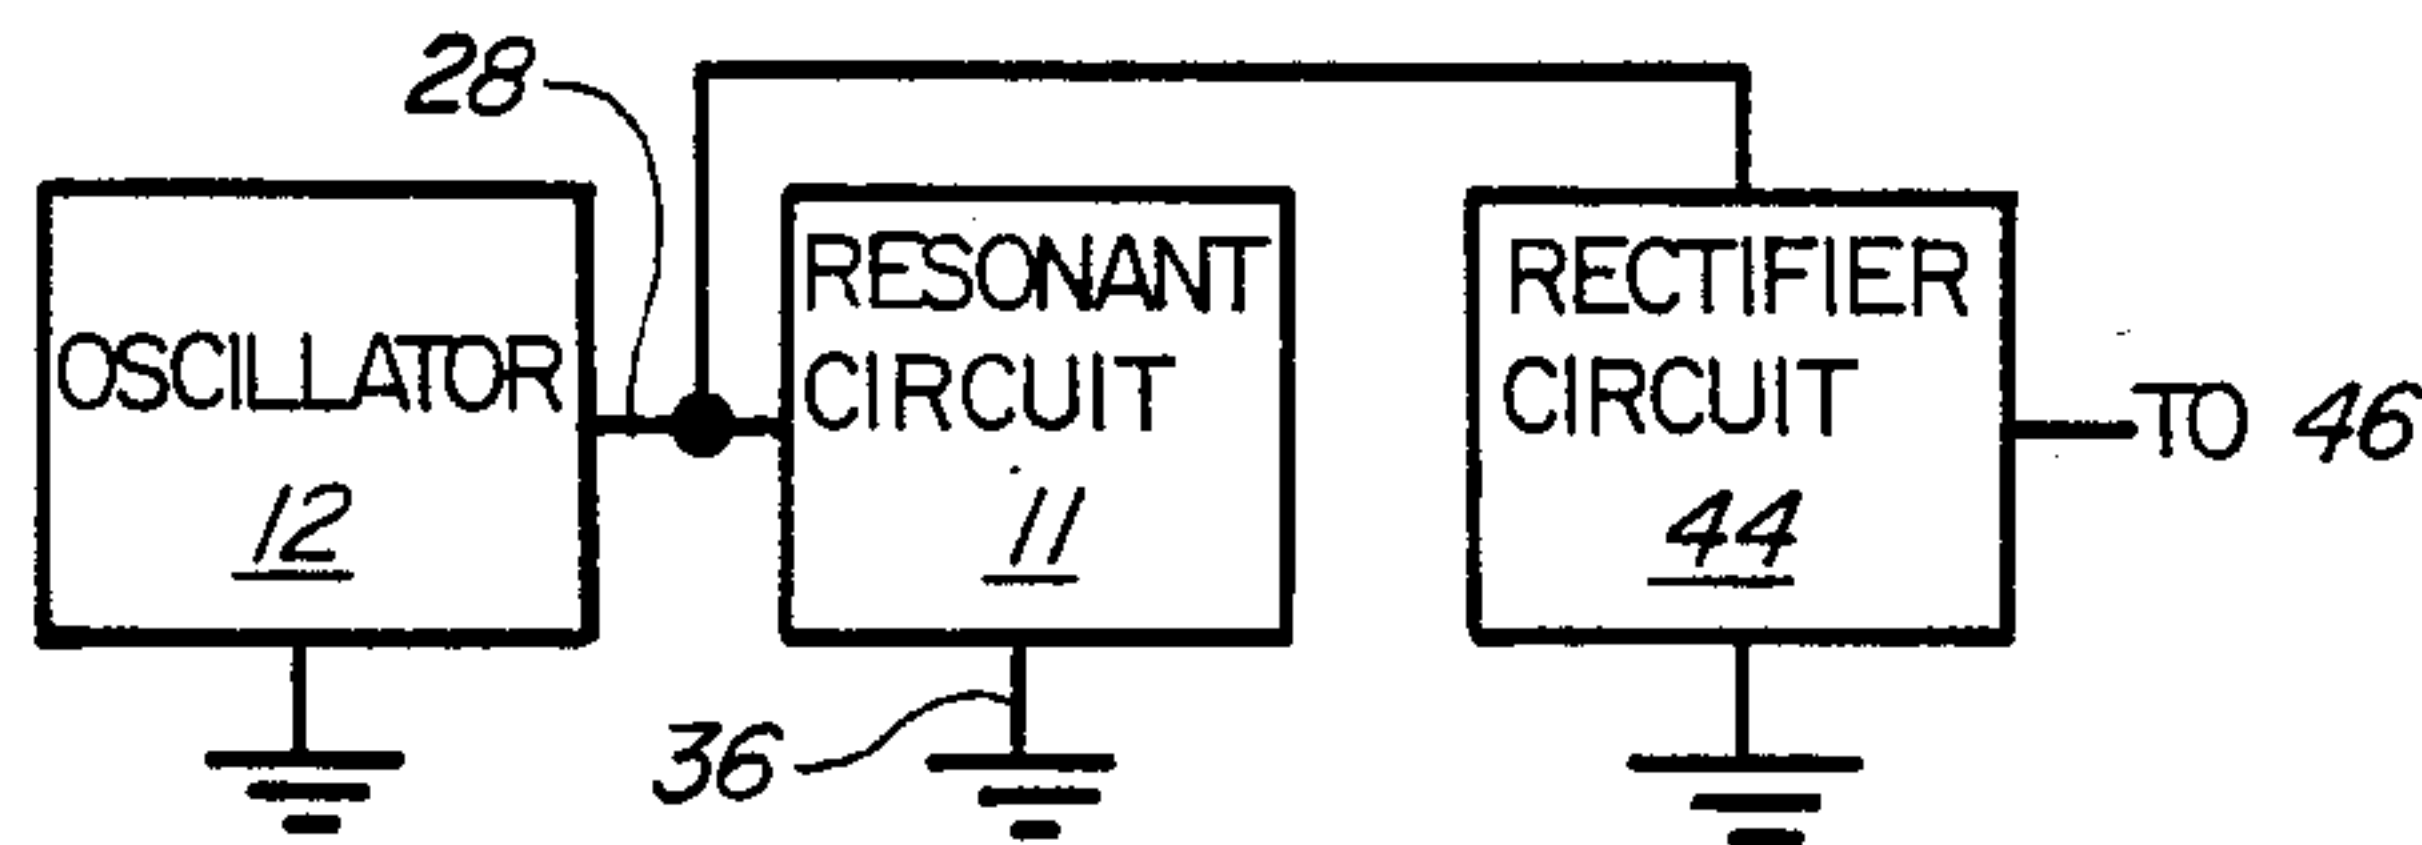 28
OSCILLATOR
12
RESONANT
CIRCUIT
11
36
RECTIFIER
CIRCUIT
44
TO 46